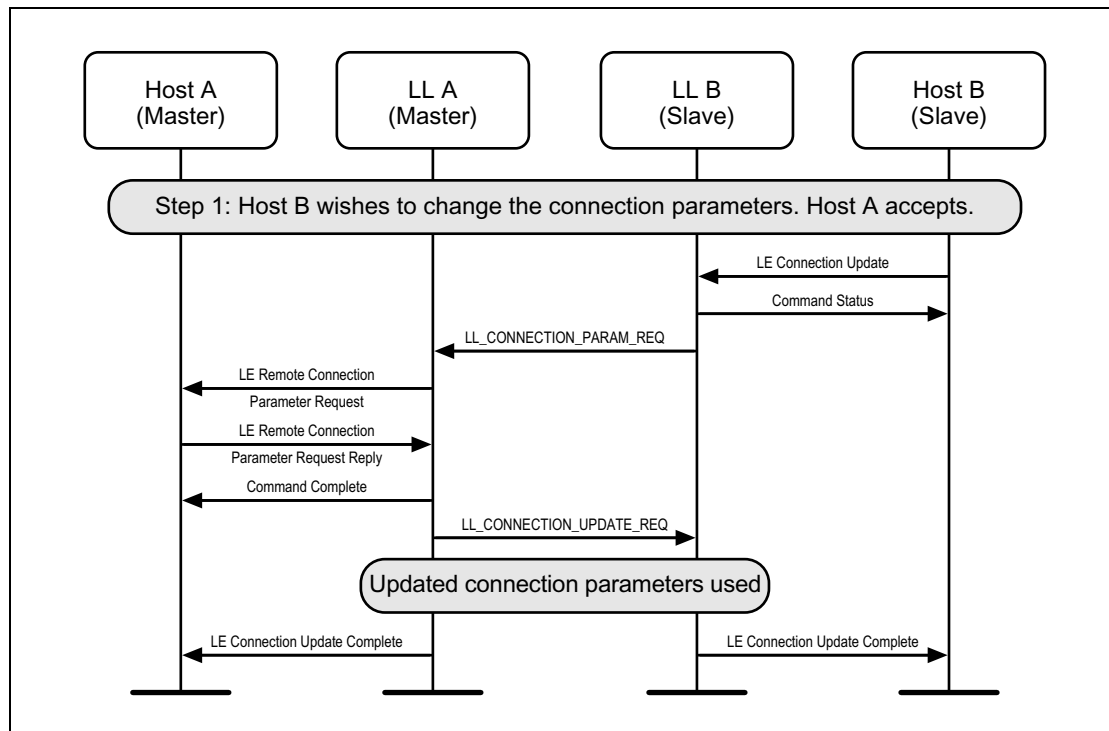 Host A
(Master)
LL A
(Master)
LL B
(Slave)
Host B
(Slave)
Step 1: Host B wishes to change the connection parameters. Host A accepts.
LE Connection Update
Command Status
LL_CONNECTION_PARAM_REQ
LE Remote Connection
Parameter Request
LE Remote Connection
Parameter Request Reply
Command Complete
LL_CONNECTION_UPDATE_REQ
Updated connection parameters used
LE Connection Update Complete
LE Connection Update Complete